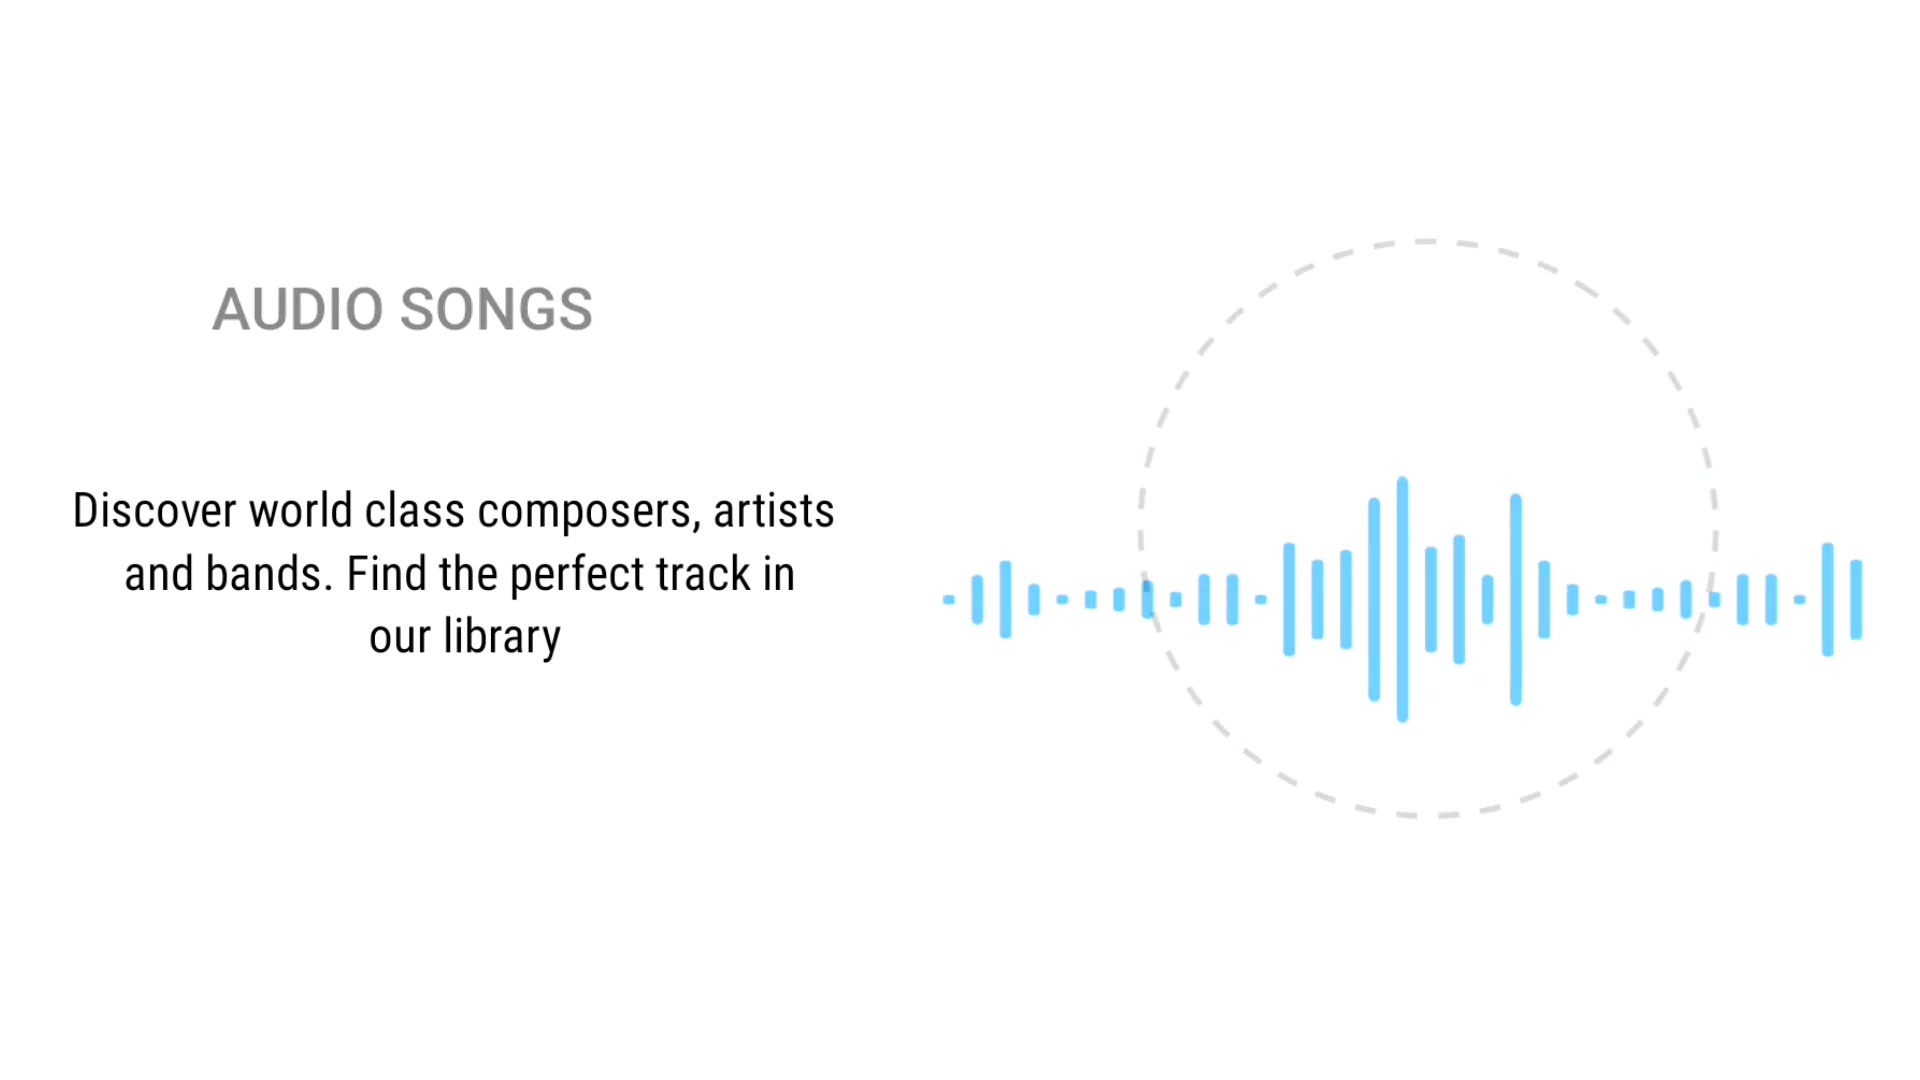 AUDIO SONGS
Discover world class composers, artists
and bands. Find the perfect track in
our library